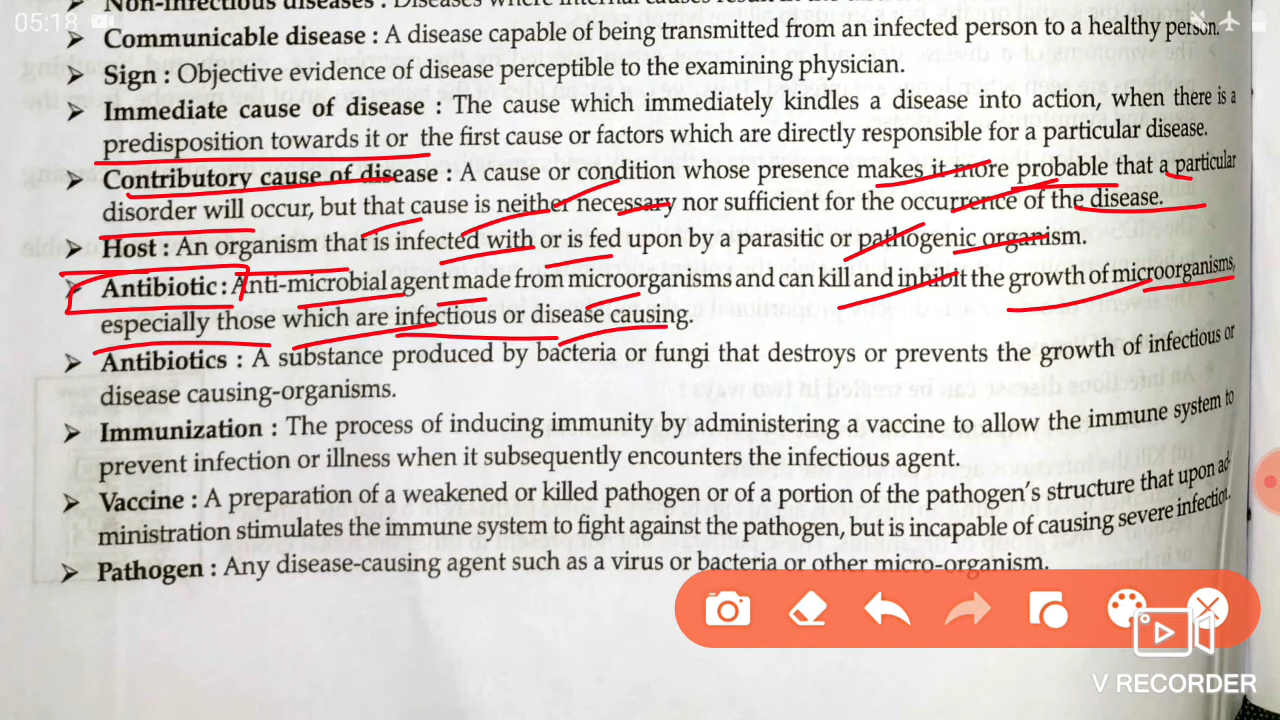 05:18
Non-infectious diseases : Diseases where internal causes result in the
Communicable disease : A disease capable of being transmitted from an infected person to a healthy person.
Sign : Objective evidence of disease perceptible to the examining physician.
Immediate cause of disease : The cause which immediately kindles a disease into action, when there is a
predisposition towards it or the first cause or factors which are directly responsible for a particular disease.
Contributory cause of disease : A cause or condition whose presence makes it more probable that a particular
disorder will occur, but that cause is neither necessary nor sufficient for the occurrence of the disease.
Host : An organism that is infected with or is fed upon by a parasitic or pathogenic organism.
Antibiotic : Anti-microbial agent made from microorganisms and can kill and inhibit the growth of microorganisms,
especially those which are infectious or disease causing.
Antibiotics : A substance produced by bacteria or fungi that destroys or prevents the growth of infectious or
disease causing-organisms.
Immunization : The process of inducing immunity by administering a vaccine to allow the immune system to
prevent infection or illness when it subsequently encounters the infectious agent.
Vaccine : A preparation of a weakened or killed pathogen or of a portion of the pathogen's structure that upon ad
ministration stimulates the immune system to fight against the pathogen, but is incapable of causing severe infection.
Pathogen : Any disease-causing agent such as a virus or bacteria or other micro-organism.
V RECORDER